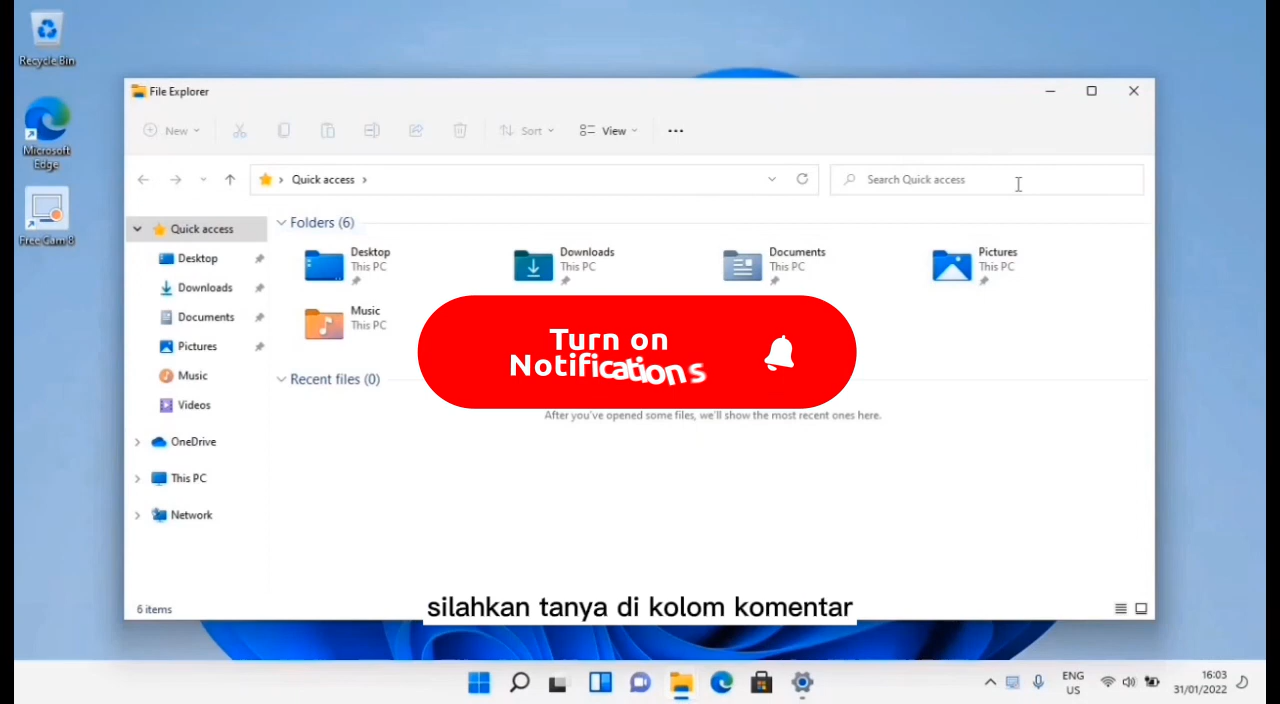 Recycle Bin
Microsoft
Edge
Free Cam 8
File Explorer
New
Sort
View
Quick access
Search Quick access
Quick access
Desktop
Downloads
Documents
Pictures
Music
Videos
OneDrive
This PC
Network
Folders (6)
Desktop
This PC
Downloads
This PC
Documents
This PC
Pictures
This PC
Music
This PC
Turn on
Notifications
Recent files (0)
After you've opened some files, we'll show the most recent ones here.
6 items
silahkan tanya di kolom komentar
ENG
US
16:03
31/01/2022